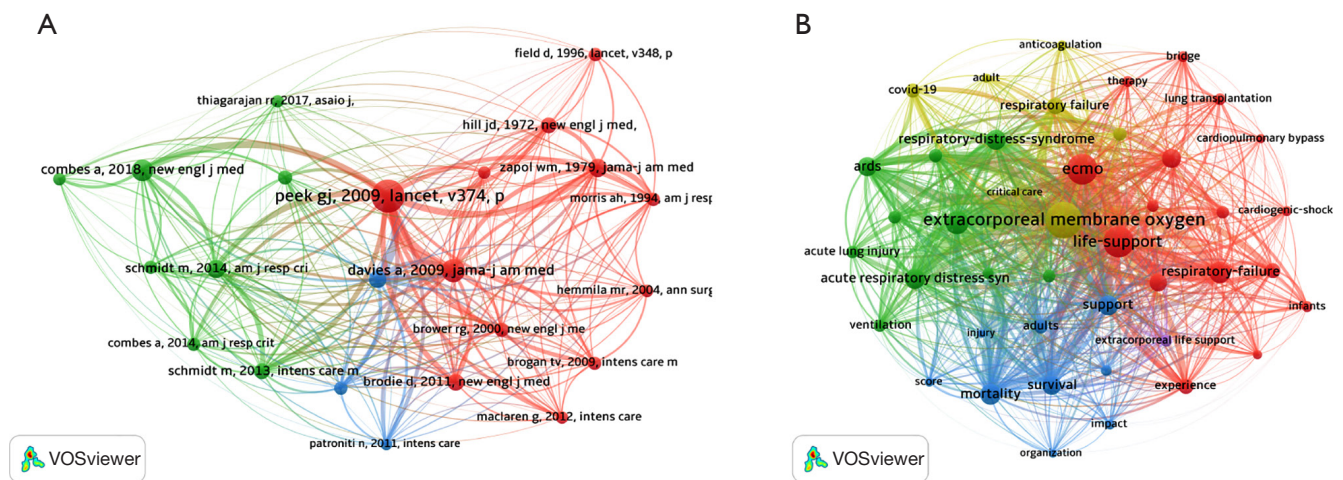 A
field d, 1996, lancet, v348, p
thiagarajan rr, 2017, asaio j,
hill jd, 1972, new engl j med,
combes a, 2018, new engl j med
zapol wm, 1979, jama-j am med
peek gj, 2009, lancet, v374, p
morris ah, 1994, am j resp
schmidt m, 2014, am j resp cri
davies a, 2009, jama-j am med
hemmila mr, 2004, ann surg
brower rg, 2000, new engl j me
combes a, 2014, am j resp crit
brogan tv, 2009, intens care m
schmidt m, 2013, intens care m
brodie d, 2011, new engl j med
maclaren g, 2012, intens care
patroniti n, 2011, intens care
VOSviewer
B
anticoagulation
bridge
adult
therapy
covid-19
respiratory failure
lung transplantation
respiratory-distress-syndrome
cardiopulmonary bypass
ards
ecmo
critical care
extracorporeal membrane oxygen
cardiogenic-shock
life-support
acute lung injury
acute respiratory distress syn
respiratory-failure
support
infants
ventilation
adults
injury
extracorporeal life support
score
survival
experience
mortality
impact
organization
VOSviewer